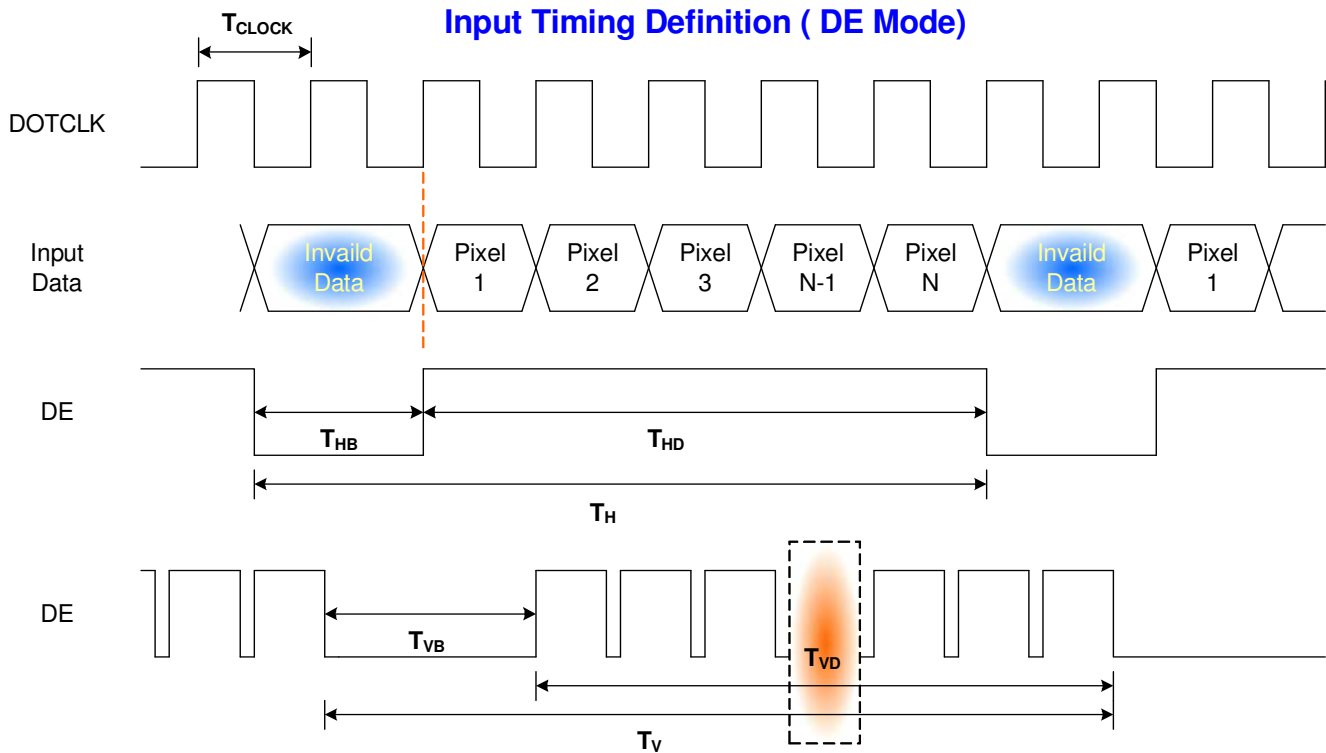 Input Timing Definition ( DE Mode)
TCLOCK
DOTCLK
Input
Data
Invaild
Data
Pixel
1
Pixel
2
Pixel
3
Pixel
N-1
Pixel
N
Invaild
Data
Pixel
1
DE
THB
THD
TH
DE
TVB
TVD
TV